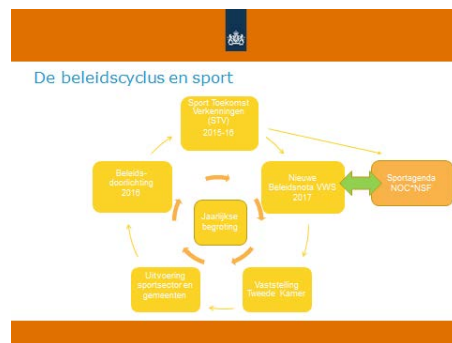 De beleidscyclus en sport
Sport Toekomst
Verkenningen
(STV)
2015-16
Beleids-
doorlichting
2016
Nieuwe
Beleidsnota VWS
2017
Sportagenda
NOC*NSF
Jaarlijkse
begroting
Uitvoering
sportsector en
gemeenten
Vaststelling
Tweede Kamer